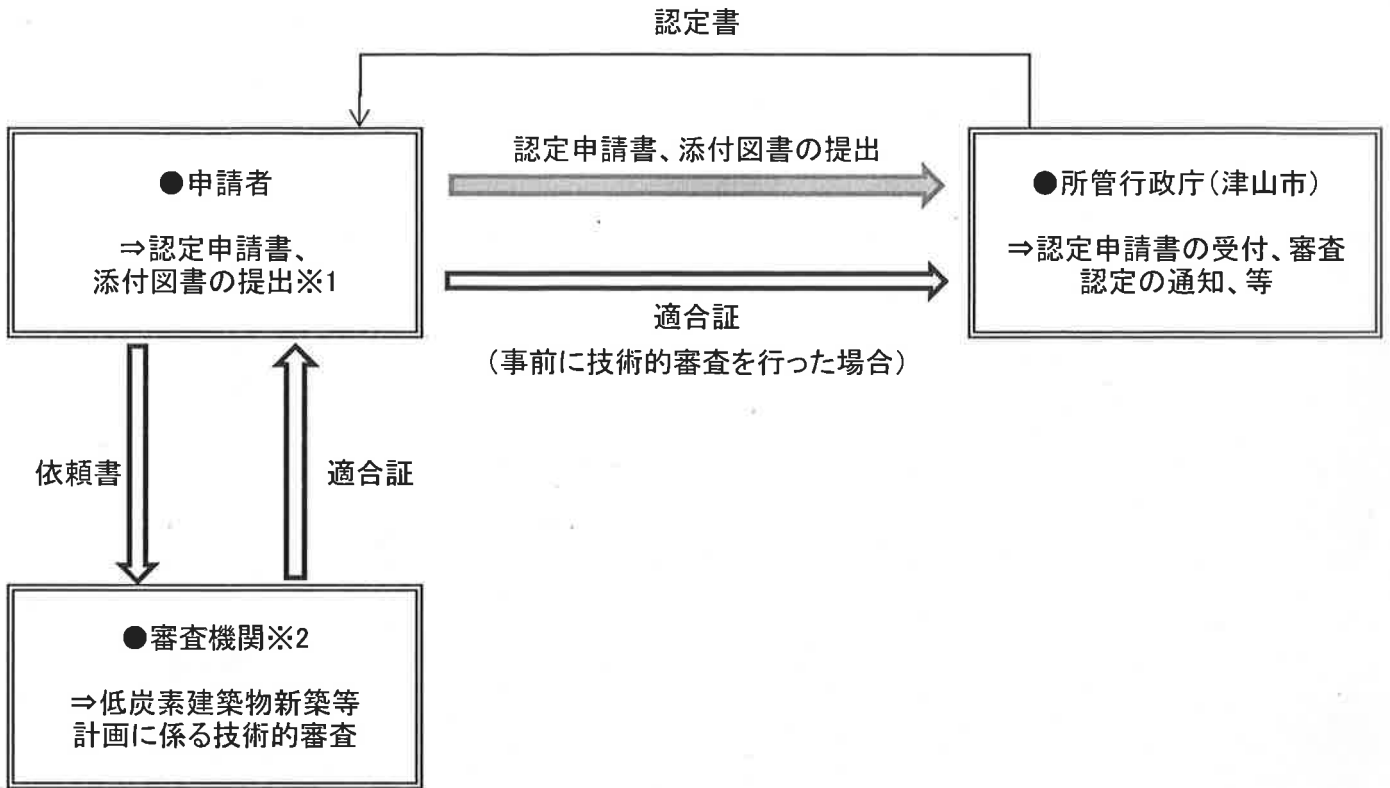 認定書
●申請者
⇒認定申請書、
添付図書の提出※1
認定申請書、添付図書の提出
適合証
（事前に技術的審査を行った場合）
●所管行政庁（津山市）
⇒認定申請書の受付、審査
認定の通知、等
依頼書
適合証
●審査機関※2
⇒低炭素建築物新築等
計画に係る技術的審査